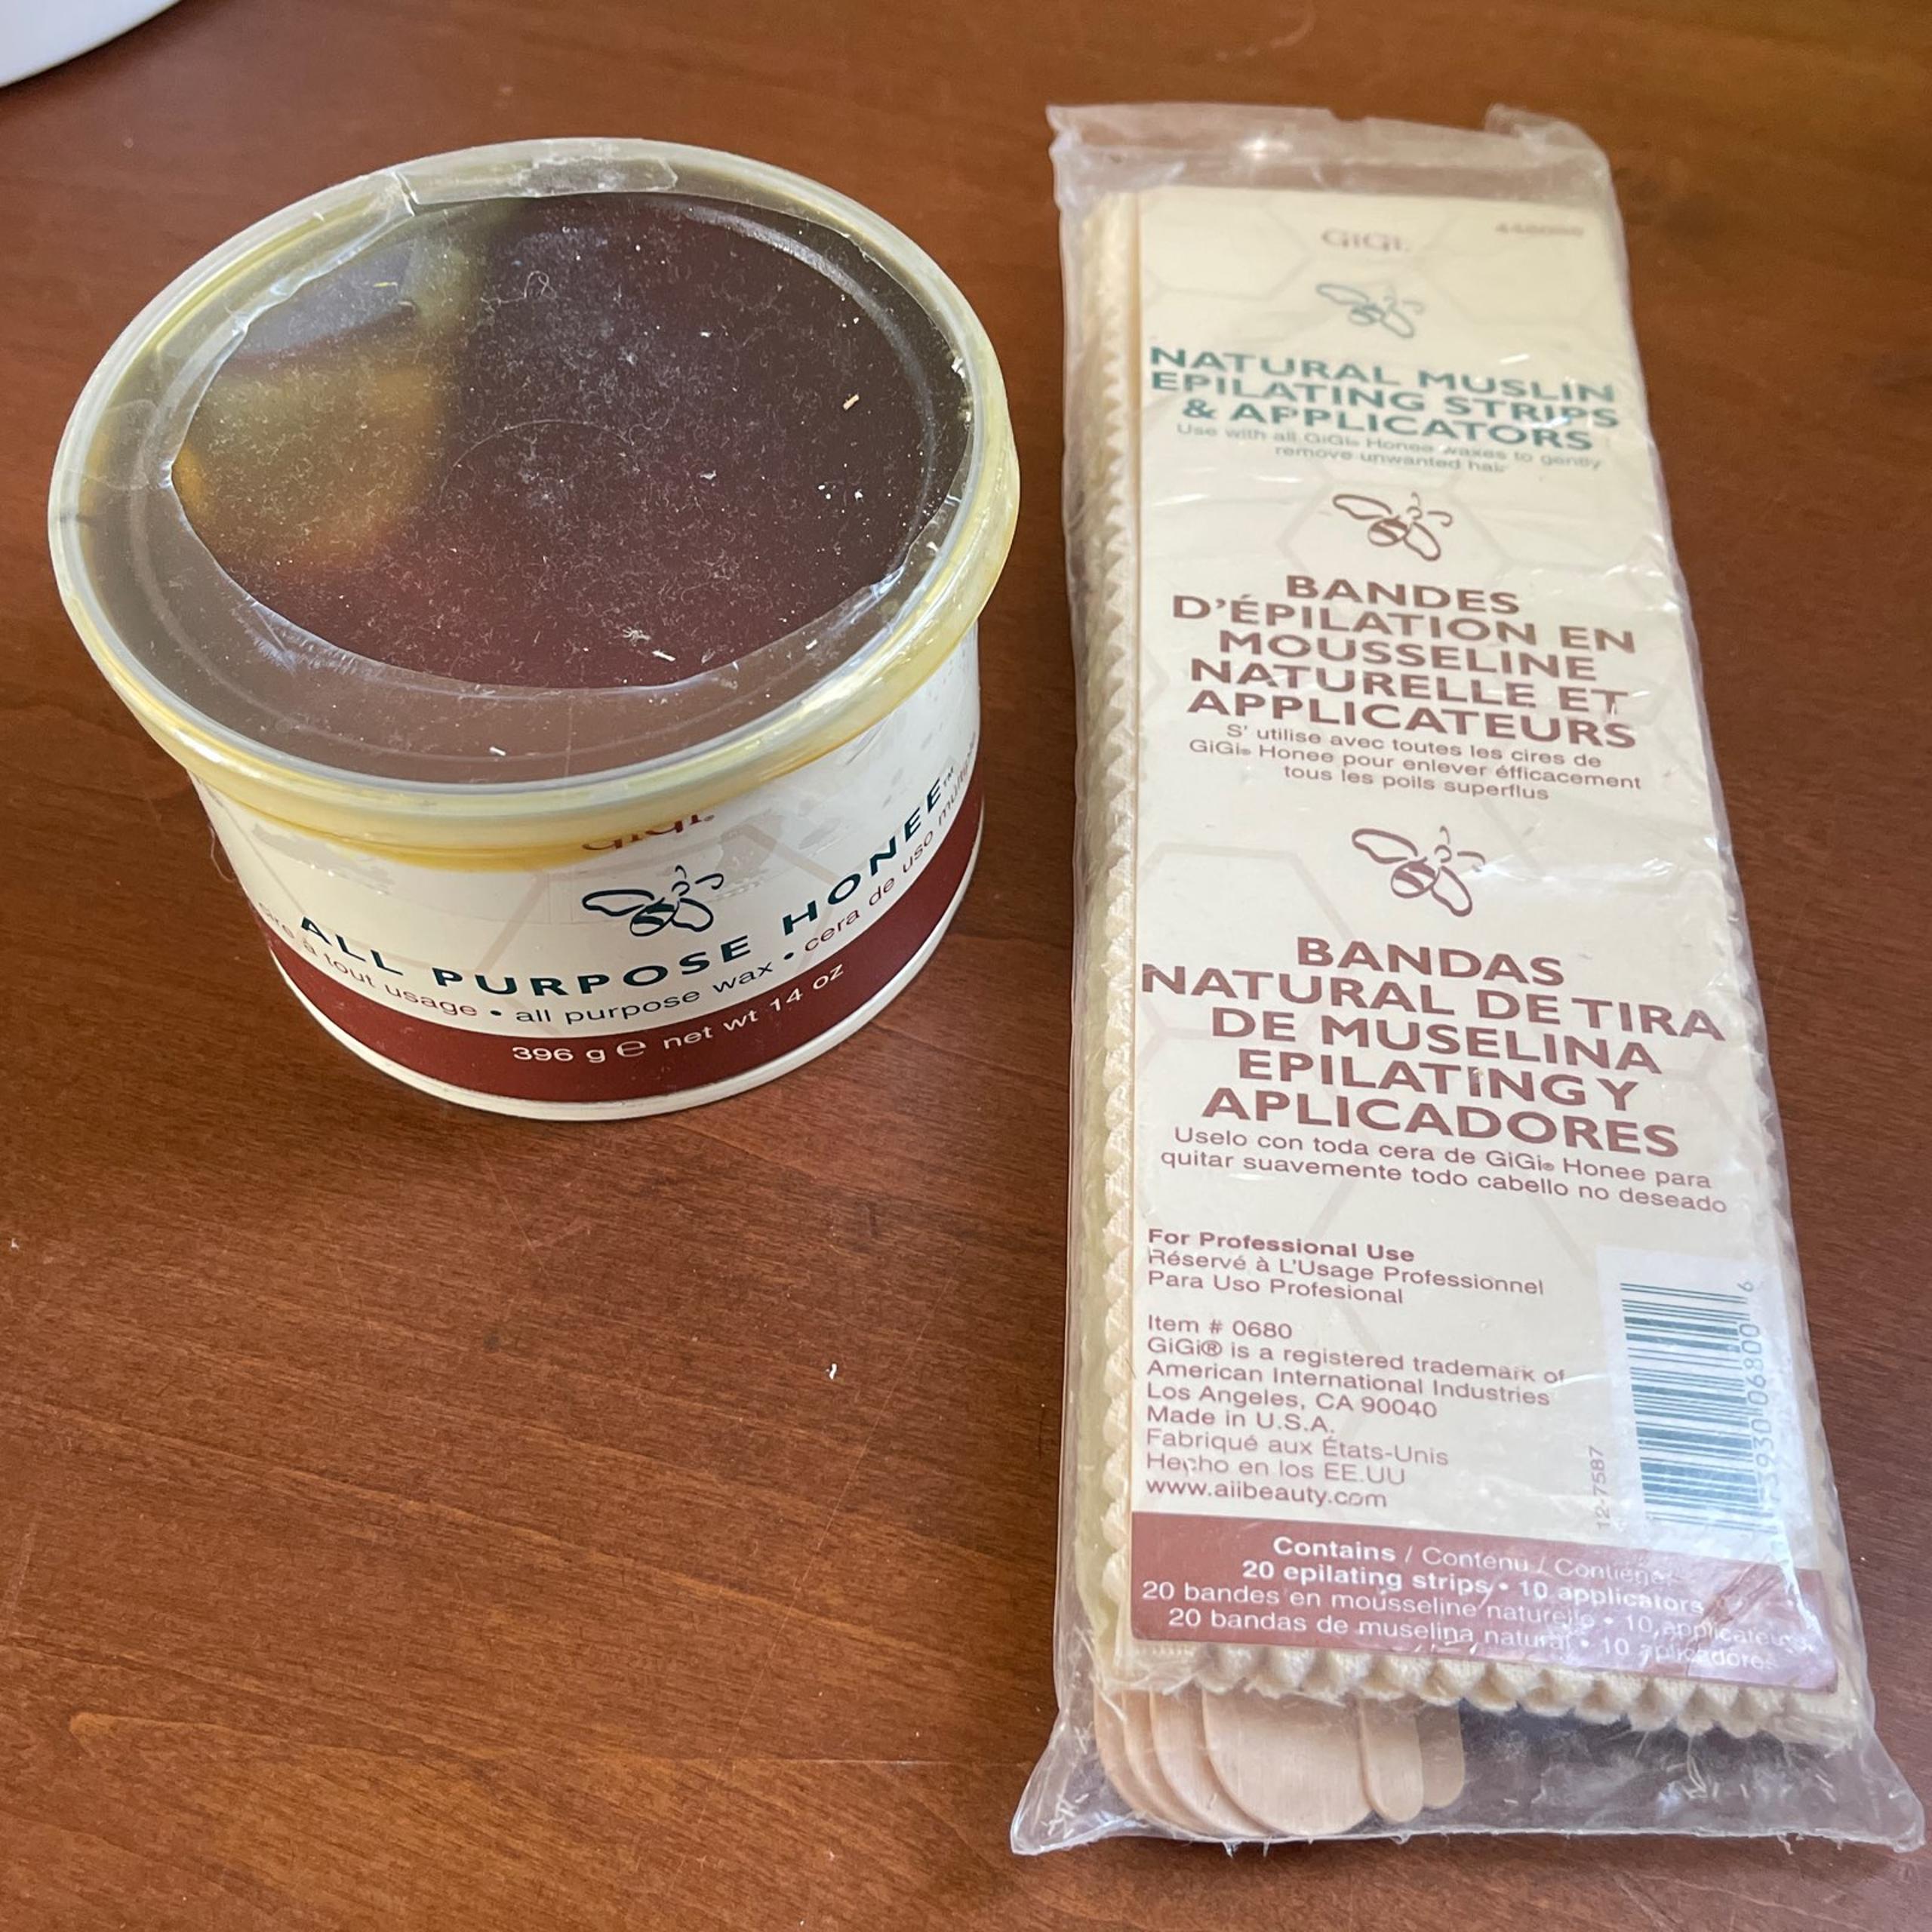 GiGi®
ALL PURPOSE HONEE™
à tout usage • all purpose wax • cera de uso
396 g e net wt 14 oz
GiGi®
NATURAL MUSLIN
EPILATING STRIPS
& APPLICATORS
Use with all GiGi® Honee waxes to gently
remove unwanted hair
BANDES
D'ÉPILATION EN
MOUSSELINE
NATURELLE ET
APPLICATEURS
S' utilise avec toutes les cires de
GiGi® Honee pour enlever éfficacement
tous les poils superflus
BANDAS
NATURAL DE TIRA
DE MUSELINA
EPILATING Y
APLICADORES
Uselo con toda cera de GiGi® Honee para
quitar suavemente todo cabello no deseado
For Professional Use
Réservé à L'Usage Professionnel
Para Uso Profesional
Item # 0680
GiGi® is a registered trademark of
American International Industries
Los Angeles, CA 90040
Made in U.S.A.
Fabriqué aux États-Unis
Hecho en los EE.UU
www.aiibeauty.com
12-7587
73930 06800 6
Contains / Contenu / Contiene
20 epilating strips • 10 applicators
20 bandes en mousseline naturelle • 10 applicateurs
20 bandas de muselina natural • 10 aplicadores